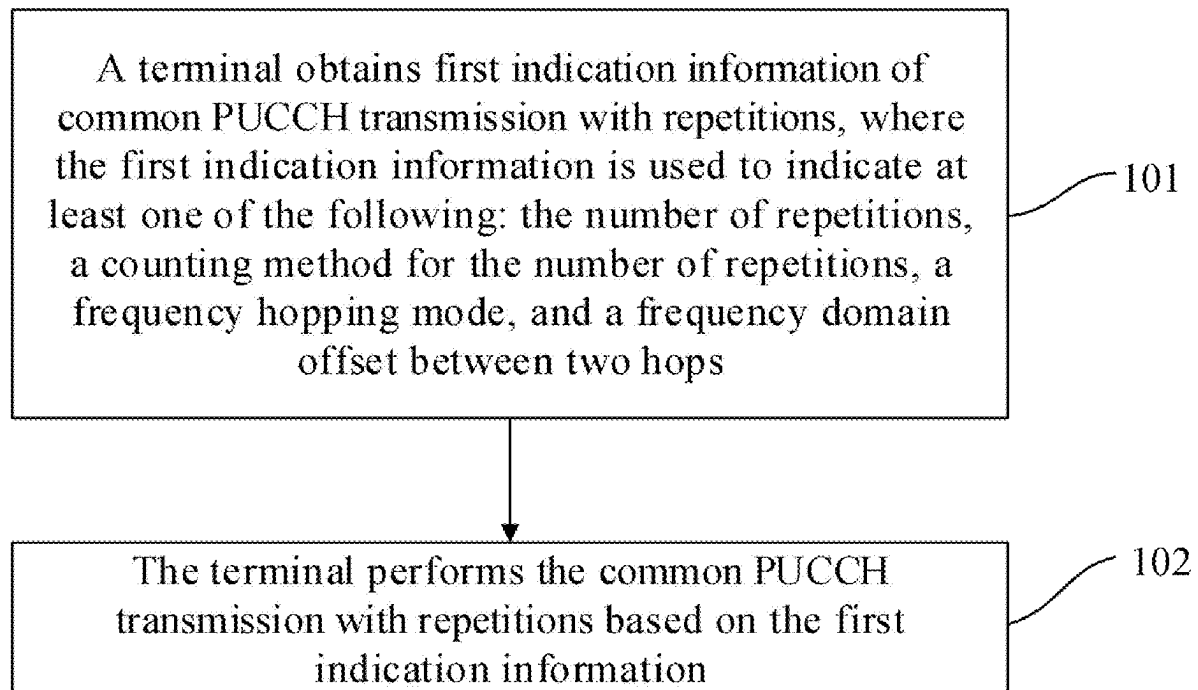 A terminal obtains first indication information of
common PUCCH transmission with repetitions, where
the first indication information is used to indicate at
least one of the following: the number of repetitions,
a counting method for the number of repetitions, a
frequency hopping mode, and a frequency domain
offset between two hops
101
The terminal performs the common PUCCH
transmission with repetitions based on the first
indication information
102